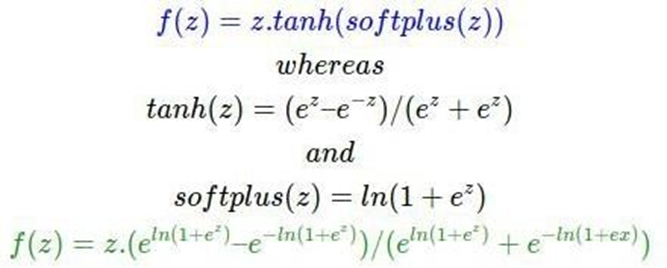 f(z) = z.tanh(softplus(z))
whereas
tanh(z) = (e^z–e^−z)/(e^z + e^z)
and
softplus(z) = ln(1 + e^z)
f(z) = z.(e^ln(1+e^z)–e^−ln(1+e^z))/(e^ln(1+e^z) + e^−ln(1+ex))